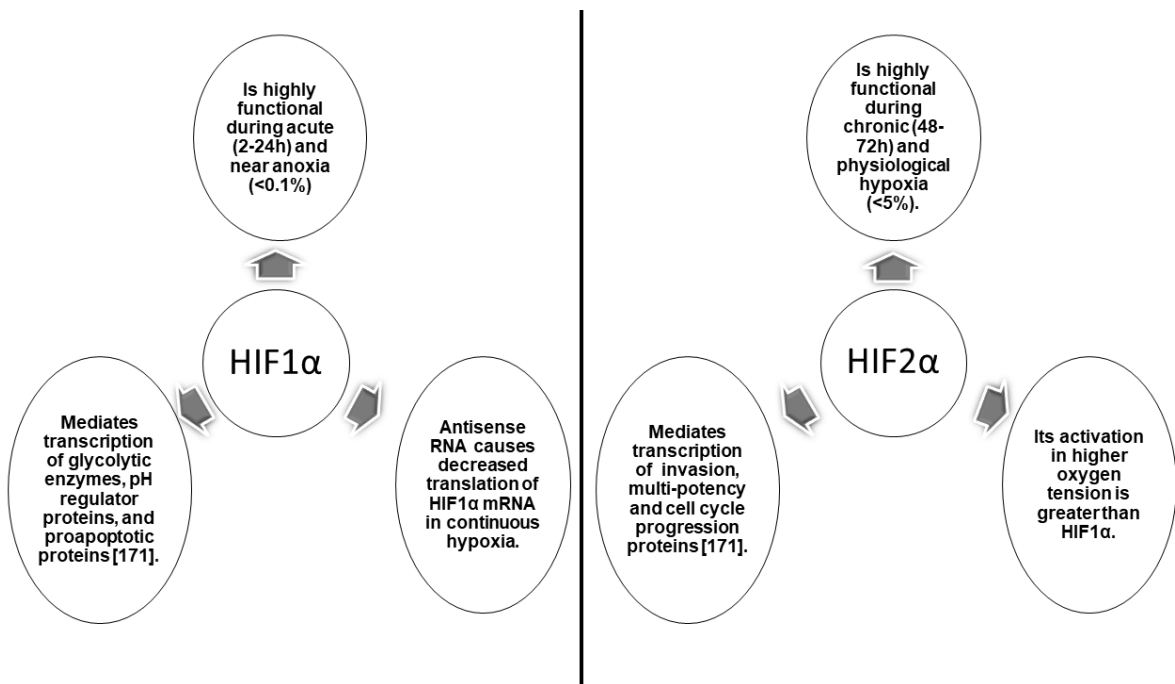 Is highly
functional
during acute
(2-24h) and
near anoxia
(<0.1%)
HIF1α
Mediates
transcription
of glycolytic
enzymes, pH
regulator
proteins, and
proapoptotic
proteins [171].
Antisense
RNA causes
decreased
translation of
HIF1α mRNA
in continuous
hypoxia.
Is highly
functional
during
chronic (48-
72h) and
physiological
hypoxia
(<5%).
HIF2α
Mediates
transcription
of invasion,
multi-potency
and cell cycle
progression
proteins [171].
Its activation
in higher
oxygen
tension is
greater than
HIF1α.